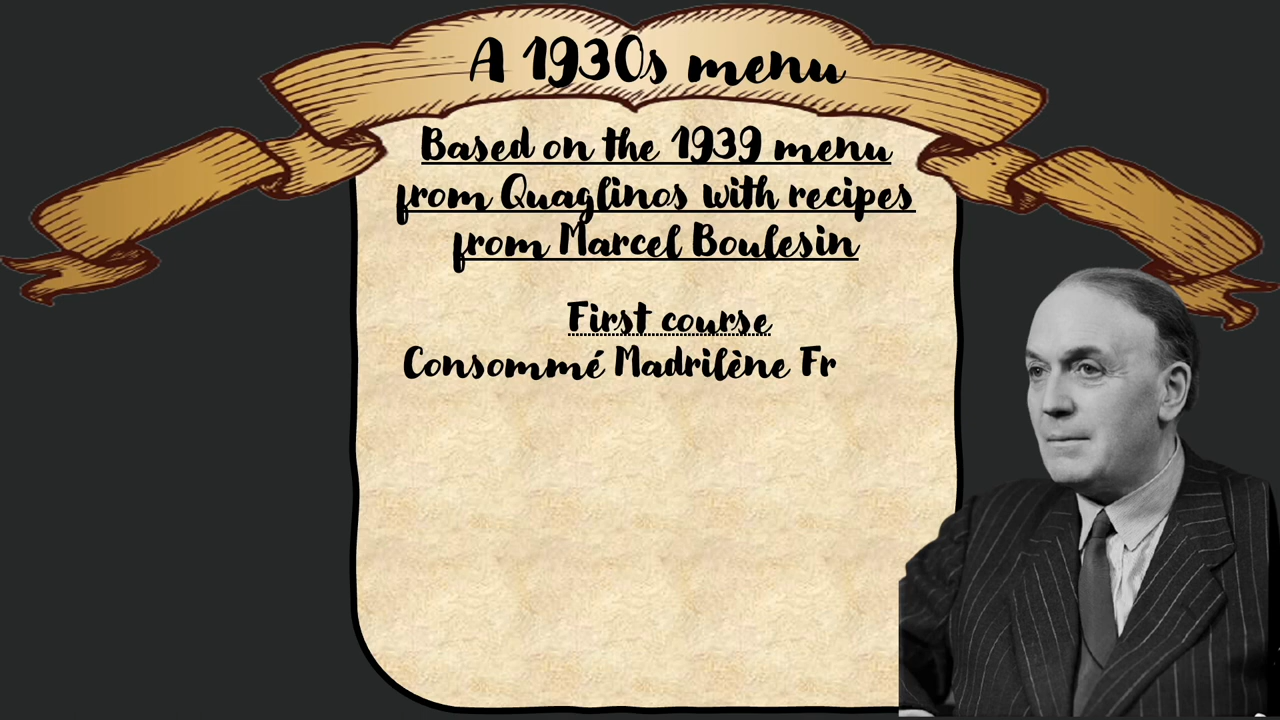 A 1930s menu
Based on the 1939 menu
from Quaglinos with recipes
from Marcel Boulesin
First course
Consommé Madrilène Fr